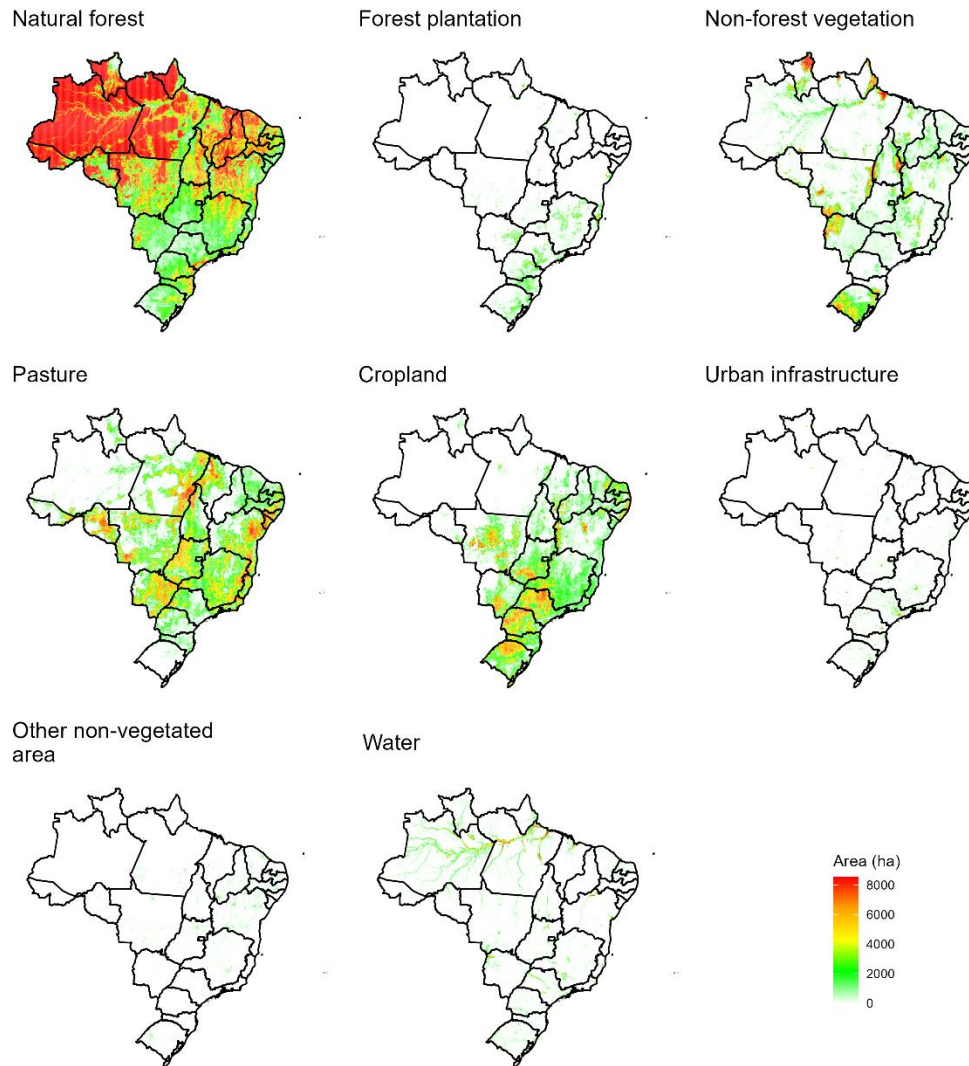 Natural forest
Forest plantation
Non-forest vegetation
Pasture
Cropland
Urban infrastructure
Other non-vegetated
area
Water
Area (ha)
8000
6000
4000
2000
0